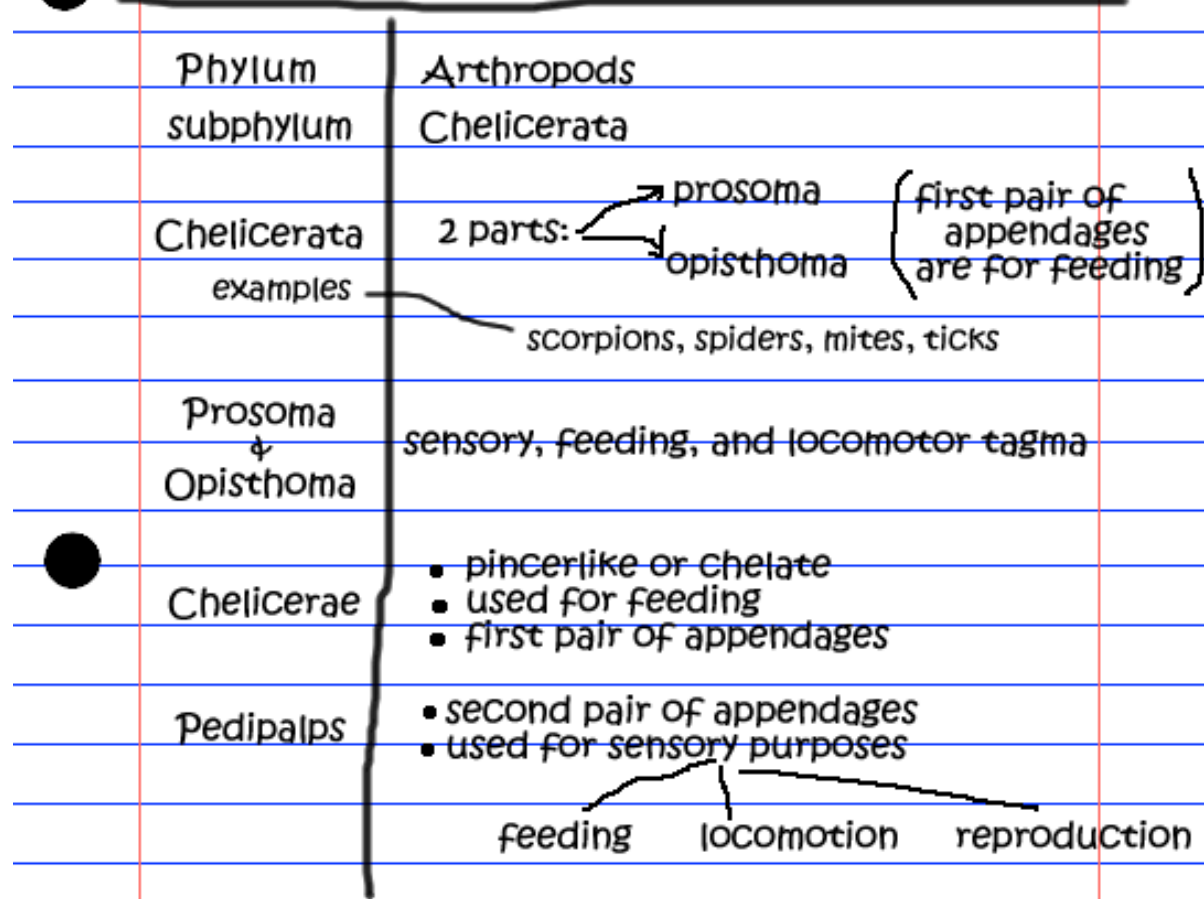 Phylum Arthropods
subphylum Chelicerata
Chelicerata 2 parts: prosoma
opisthoma
(first pair of
appendages
are for feeding)
examples
scorpions, spiders, mites, ticks
Prosoma
&
Opisthoma
sensory, feeding, and locomotor tagma
Chelicerae
• pincerlike or chelate
• used for feeding
• first pair of appendages
Pedipalps
• second pair of appendages
• used for sensory purposes
feeding locomotion reproduction